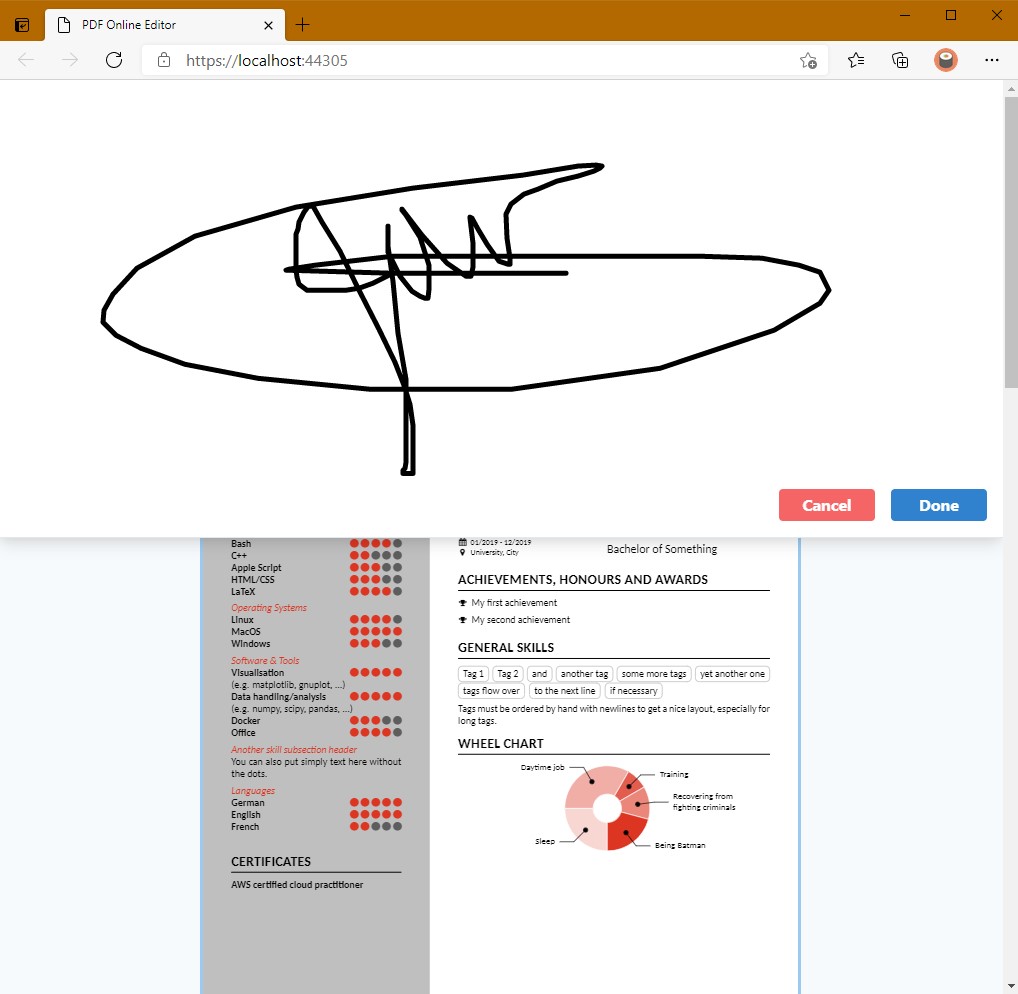 PDF Online Editor
https://localhost:44305
Cancel
Done
Bash
C++
Apple Script
HTML/CSS
LaTeX
Operating Systems
Linux
MacOS
Windows
Software & Tools
Visualisation
(e.g. matplotlib, gnuplot, ...)
Data handling/analysis
(e.g. numpy, scipy, pandas, ...)
Docker
Office
Another skill subsection header
You can also put simply text here without
the dots.
Languages
German
English
French
CERTIFICATES
AWS certified cloud practitioner
01/2019 - 12/2019
University, City
Bachelor of Something
ACHIEVEMENTS, HONOURS AND AWARDS
My first achievement
My second achievement
GENERAL SKILLS
Tag 1 Tag 2 and another tag some more tags yet another one
tags flow over to the next line if necessary
Tags must be ordered by hand with newlines to get a nice layout, especially for
long tags.
WHEEL CHART
Daytime job
Training
Recovering from
fighting criminals
Sleep
Being Batman